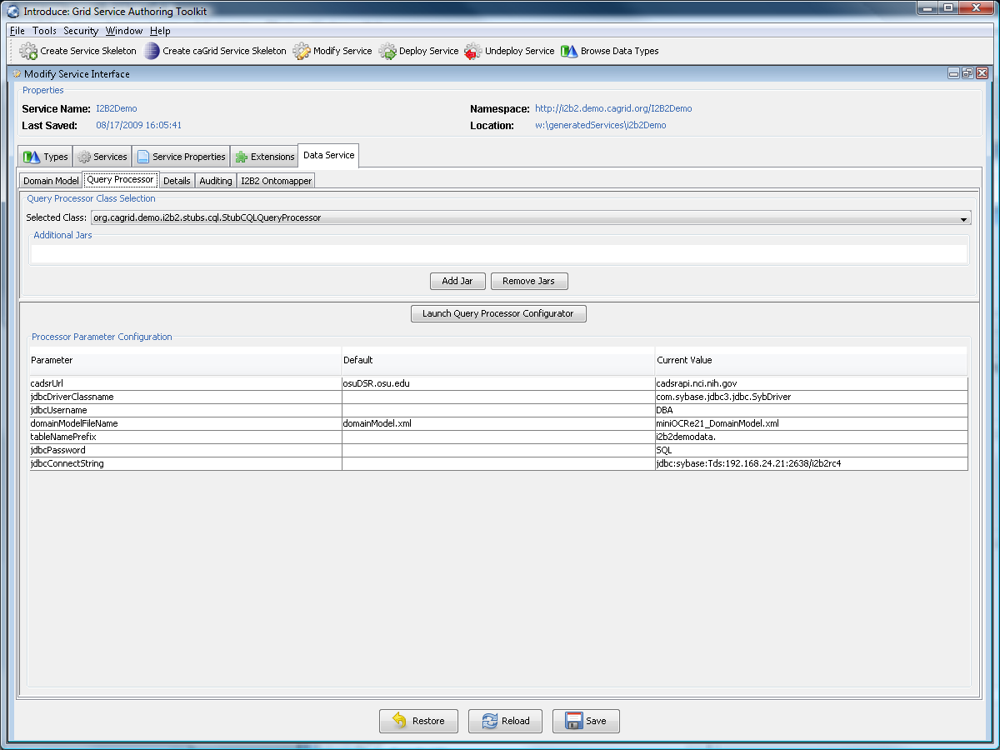 Introduce: Grid Service Authoring Toolkit
File Tools Security Window Help
Create Service Skeleton Create caGrid Service Skeleton Modify Service Deploy Service Undeploy Service Browse Data Types
Modify Service Interface
Properties
Service Name: I2B2Demo Namespace: http://i2b2.demo.cagrid.org/I2B2Demo
Last Saved: 08/17/2009 16:05:41 Location: w:\generatedServices\i2b2Demo
Types Services Service Properties Extensions Data Service
Domain Model Query Processor Details Auditing I2B2 Ontomapper
Query Processor Class Selection
Selected Class: org.cagrid.demo.i2b2.stubs.cql.StubCQLQueryProcessor
Additional Jars
Add Jar Remove Jars
Launch Query Processor Configurator
Processor Parameter Configuration
Parameter Default Current Value
cadsrUrl osuDSR.osu.edu cadsrapi.nci.nih.gov
jdbcDriverClassname com.sybase.jdbc3.jdbc.SybDriver
jdbcUsername DBA
domainModelFileName domainModel.xml miniOCRe21_DomainModel.xml
tableNamePrefix i2b2demodata.
jdbcPassword SQL
jdbcConnectString jdbc:sybase:Tds:192.168.24.21:2638/i2b2rc4
Restore Reload Save